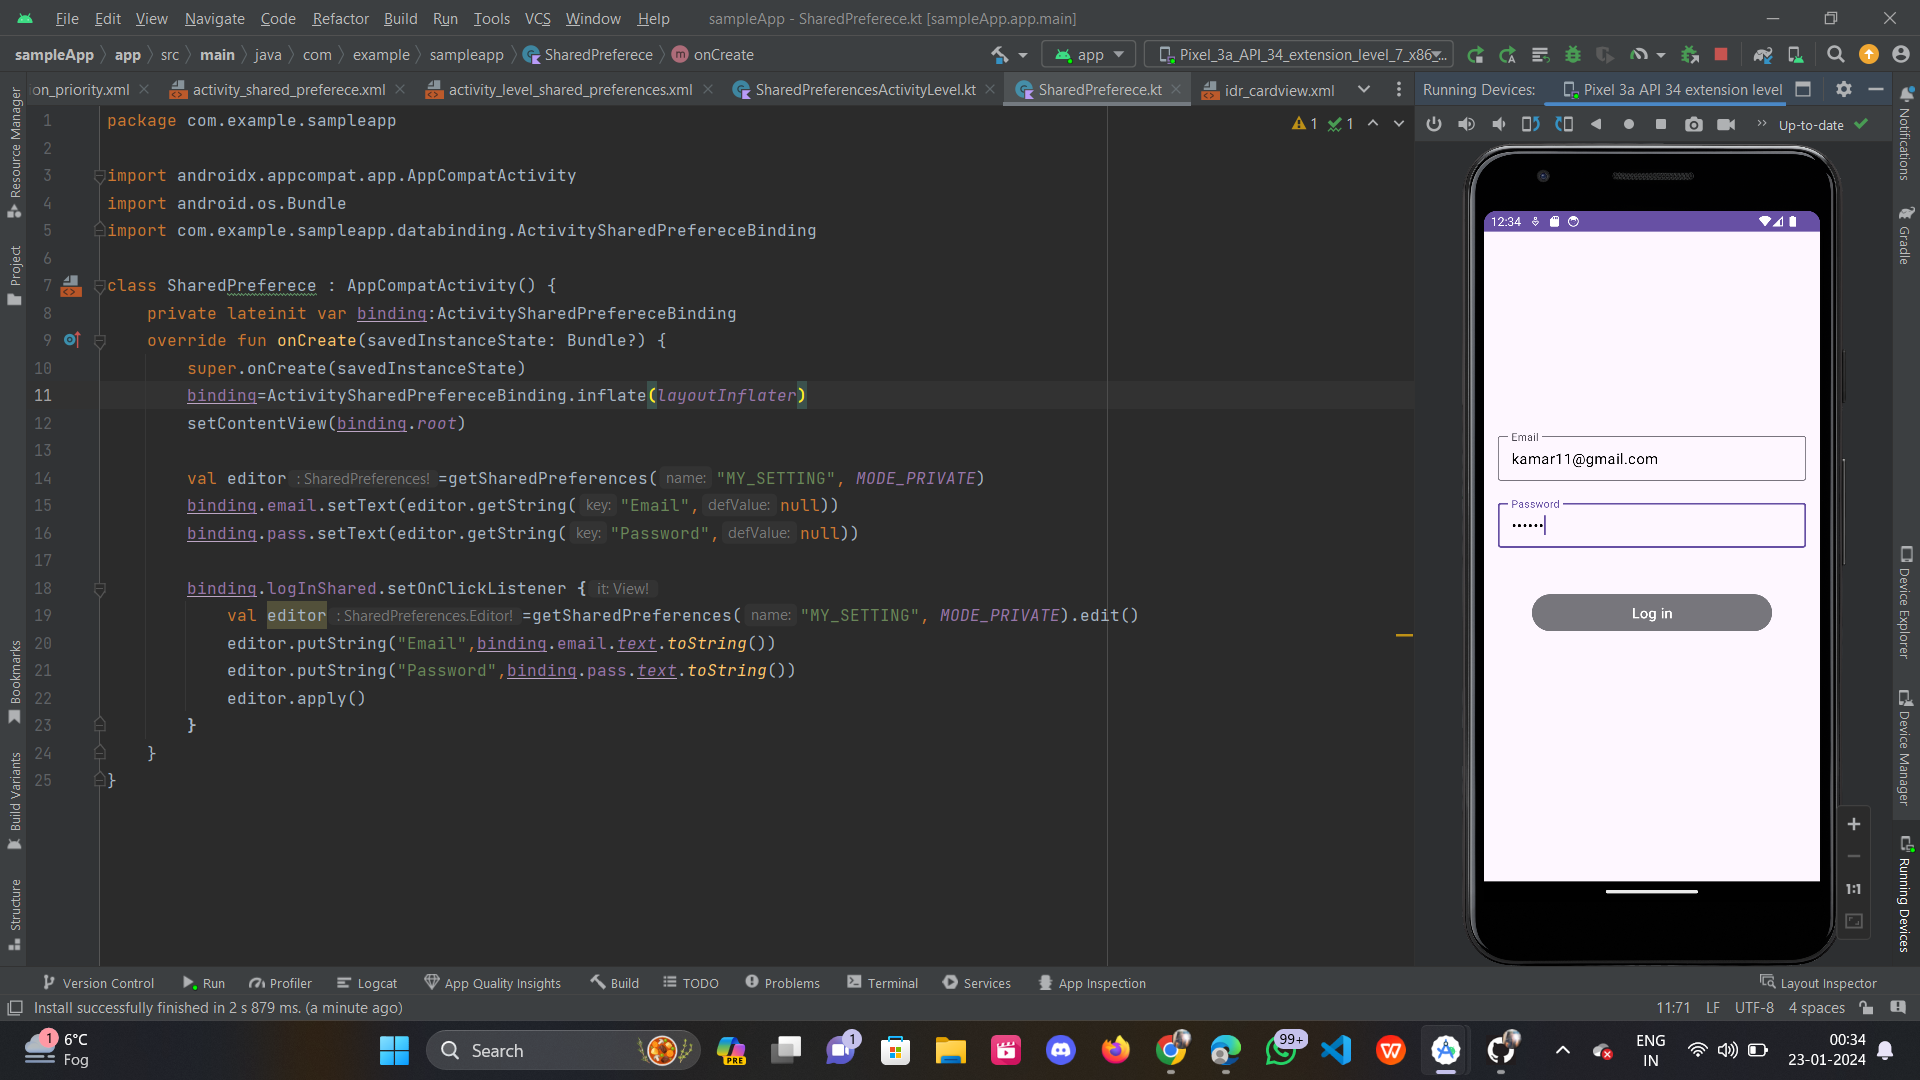 File Edit View Navigate Code Refactor Build Run Tools VCS Window Help sampleApp - SharedPreferece.kt [sampleApp.app.main]
sampleApp app src main java com example sampleapp SharedPreferece m onCreate app Pixel_3a_API_34_extension_level_7_x86...
ion_priority.xml activity_shared_preferece.xml activity_level_shared_preferences.xml SharedPreferencesActivityLevel.kt SharedPreferece.kt idr_cardview.xml Running Devices: Pixel 3a API 34 extension level
1 package com.example.sampleapp
1 1
Up-to-date
2
3 import androidx.appcompat.app.AppCompatActivity
4 import android.os.Bundle
5 import com.example.sampleapp.databinding.ActivitySharedPrefereceBinding
6
7 class SharedPreferece : AppCompatActivity() {
8 private lateinit var binding:ActivitySharedPrefereceBinding
9 override fun onCreate(savedInstanceState: Bundle?) {
10 super.onCreate(savedInstanceState)
11 binding=ActivitySharedPrefereceBinding.inflate(layoutInflater)
12 setContentView(binding.root)
13
14 val editor : SharedPreferences! =getSharedPreferences( name: "MY_SETTING", MODE_PRIVATE)
15 binding.email.setText(editor.getString( key: "Email", defValue: null))
16 binding.pass.setText(editor.getString( key: "Password", defValue: null))
17
18 binding.logInShared.setOnClickListener { it: View!
19 val editor : SharedPreferences.Editor! =getSharedPreferences( name: "MY_SETTING", MODE_PRIVATE).edit()
20 editor.putString("Email",binding.email.text.toString())
21 editor.putString("Password",binding.pass.text.toString())
22 editor.apply()
23 }
24 }
25 }
12:34
Email
kamar11@gmail.com
Password
••••••
Log in
1:1
Resource Manager
Project
Bookmarks
Build Variants
Structure
Notifications
Gradle
Device Explorer
Device Manager
Running Devices
Version Control Run Profiler Logcat App Quality Insights Build TODO Problems Terminal Services App Inspection Layout Inspector
Install successfully finished in 2 s 879 ms. (a minute ago) 11:71 LF UTF-8 4 spaces
1 6°C
Fog
Search
PRE
1
99+
ENG
IN
00:34
23-01-2024